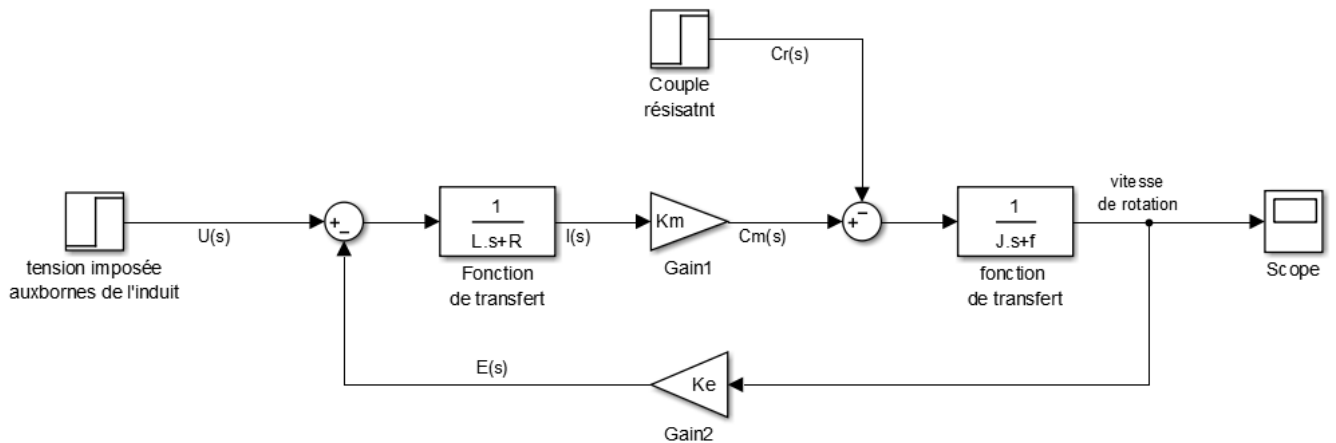 Cr(s)
Couple
résisatnt
vitesse
de rotation
+
−
1
L.s+R
Km
+
−
1
J.s+f
U(s)
I(s)
Cm(s)
tension imposée
auxbornes de l'induit
Fonction
de transfert
Gain1
fonction
de transfert
Scope
E(s)
Ke
Gain2